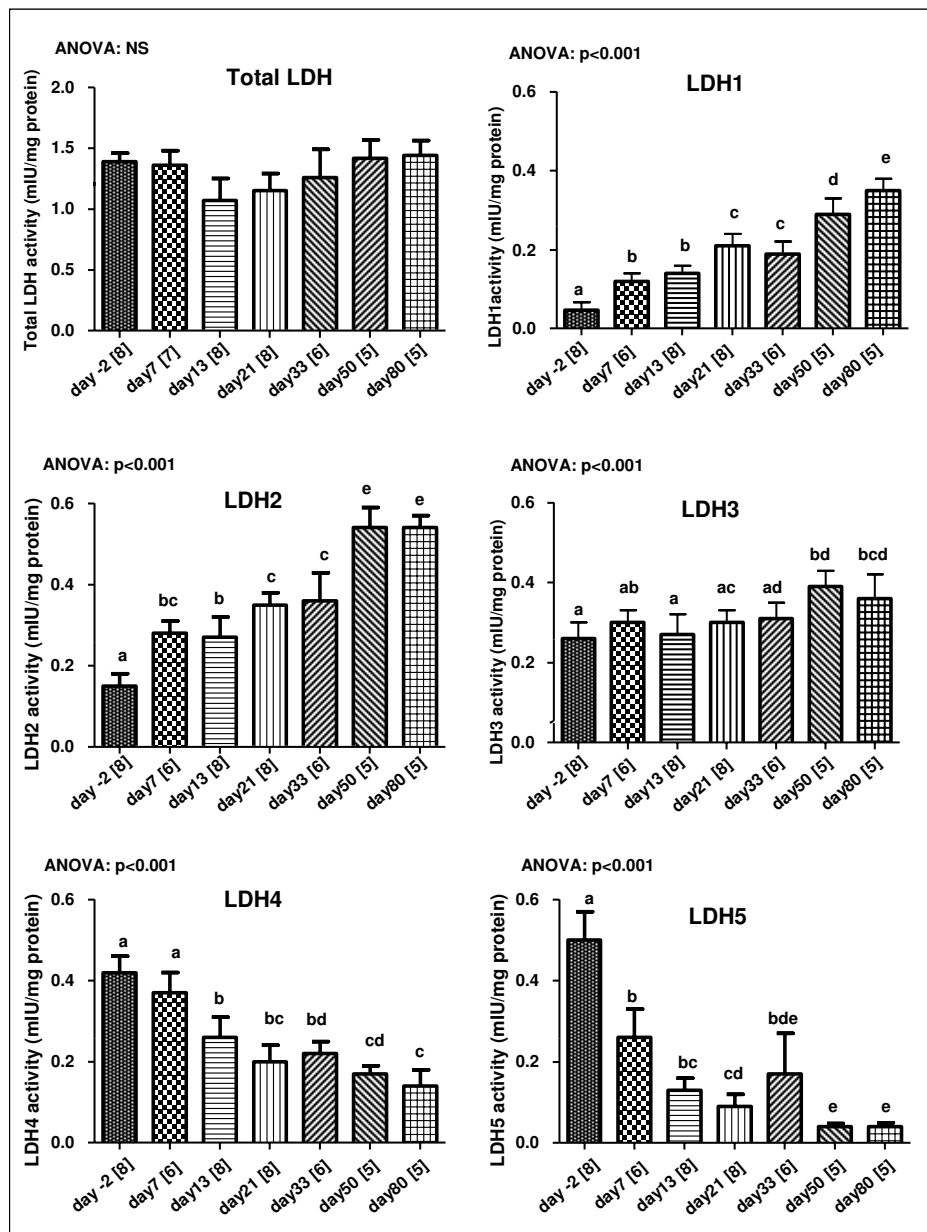 ANOVA: NS
Total LDH
Total LDH activity (mIU/mg protein)
2.0
1.5
1.0
0.5
0.0
day -2 [8]
day7 [7]
day13 [8]
day21 [8]
day33 [6]
day50 [5]
day80 [5]
ANOVA: p<0.001
LDH1
LDH1activity (mIU/mg protein)
0.6
0.4
0.2
0.0
a
b
b
c
c
d
e
day -2 [8]
day7 [6]
day13 [8]
day21 [8]
day33 [6]
day50 [5]
day80 [5]
ANOVA: p<0.001
LDH2
LDH2 activity (mIU/mg protein)
0.6
0.4
0.2
0.0
a
bc
b
c
c
e
e
day -2 [8]
day7 [6]
day13 [8]
day21 [8]
day33 [6]
day50 [5]
day80 [5]
ANOVA: p<0.001
LDH3
LDH3 activity (mIU/mg protein)
0.6
0.4
0.2
0.0
a
ab
a
ac
ad
bd
bcd
day -2 [8]
day7 [6]
day13 [8]
day21 [8]
day33 [6]
day50 [5]
day80 [5]
ANOVA: p<0.001
LDH4
LDH4 activity (mIU/mg protein)
0.6
0.4
0.2
0.0
a
a
b
bc
bd
cd
c
day -2 [8]
day7 [6]
day13 [8]
day21 [8]
day33 [6]
day50 [5]
day80 [5]
ANOVA: p<0.001
LDH5
LDH5 activity (mIU/mg protein)
0.6
0.4
0.2
0.0
a
b
bc
cd
bde
e
e
day -2 [8]
day7 [6]
day13 [8]
day21 [8]
day33 [6]
day50 [5]
day80 [5]